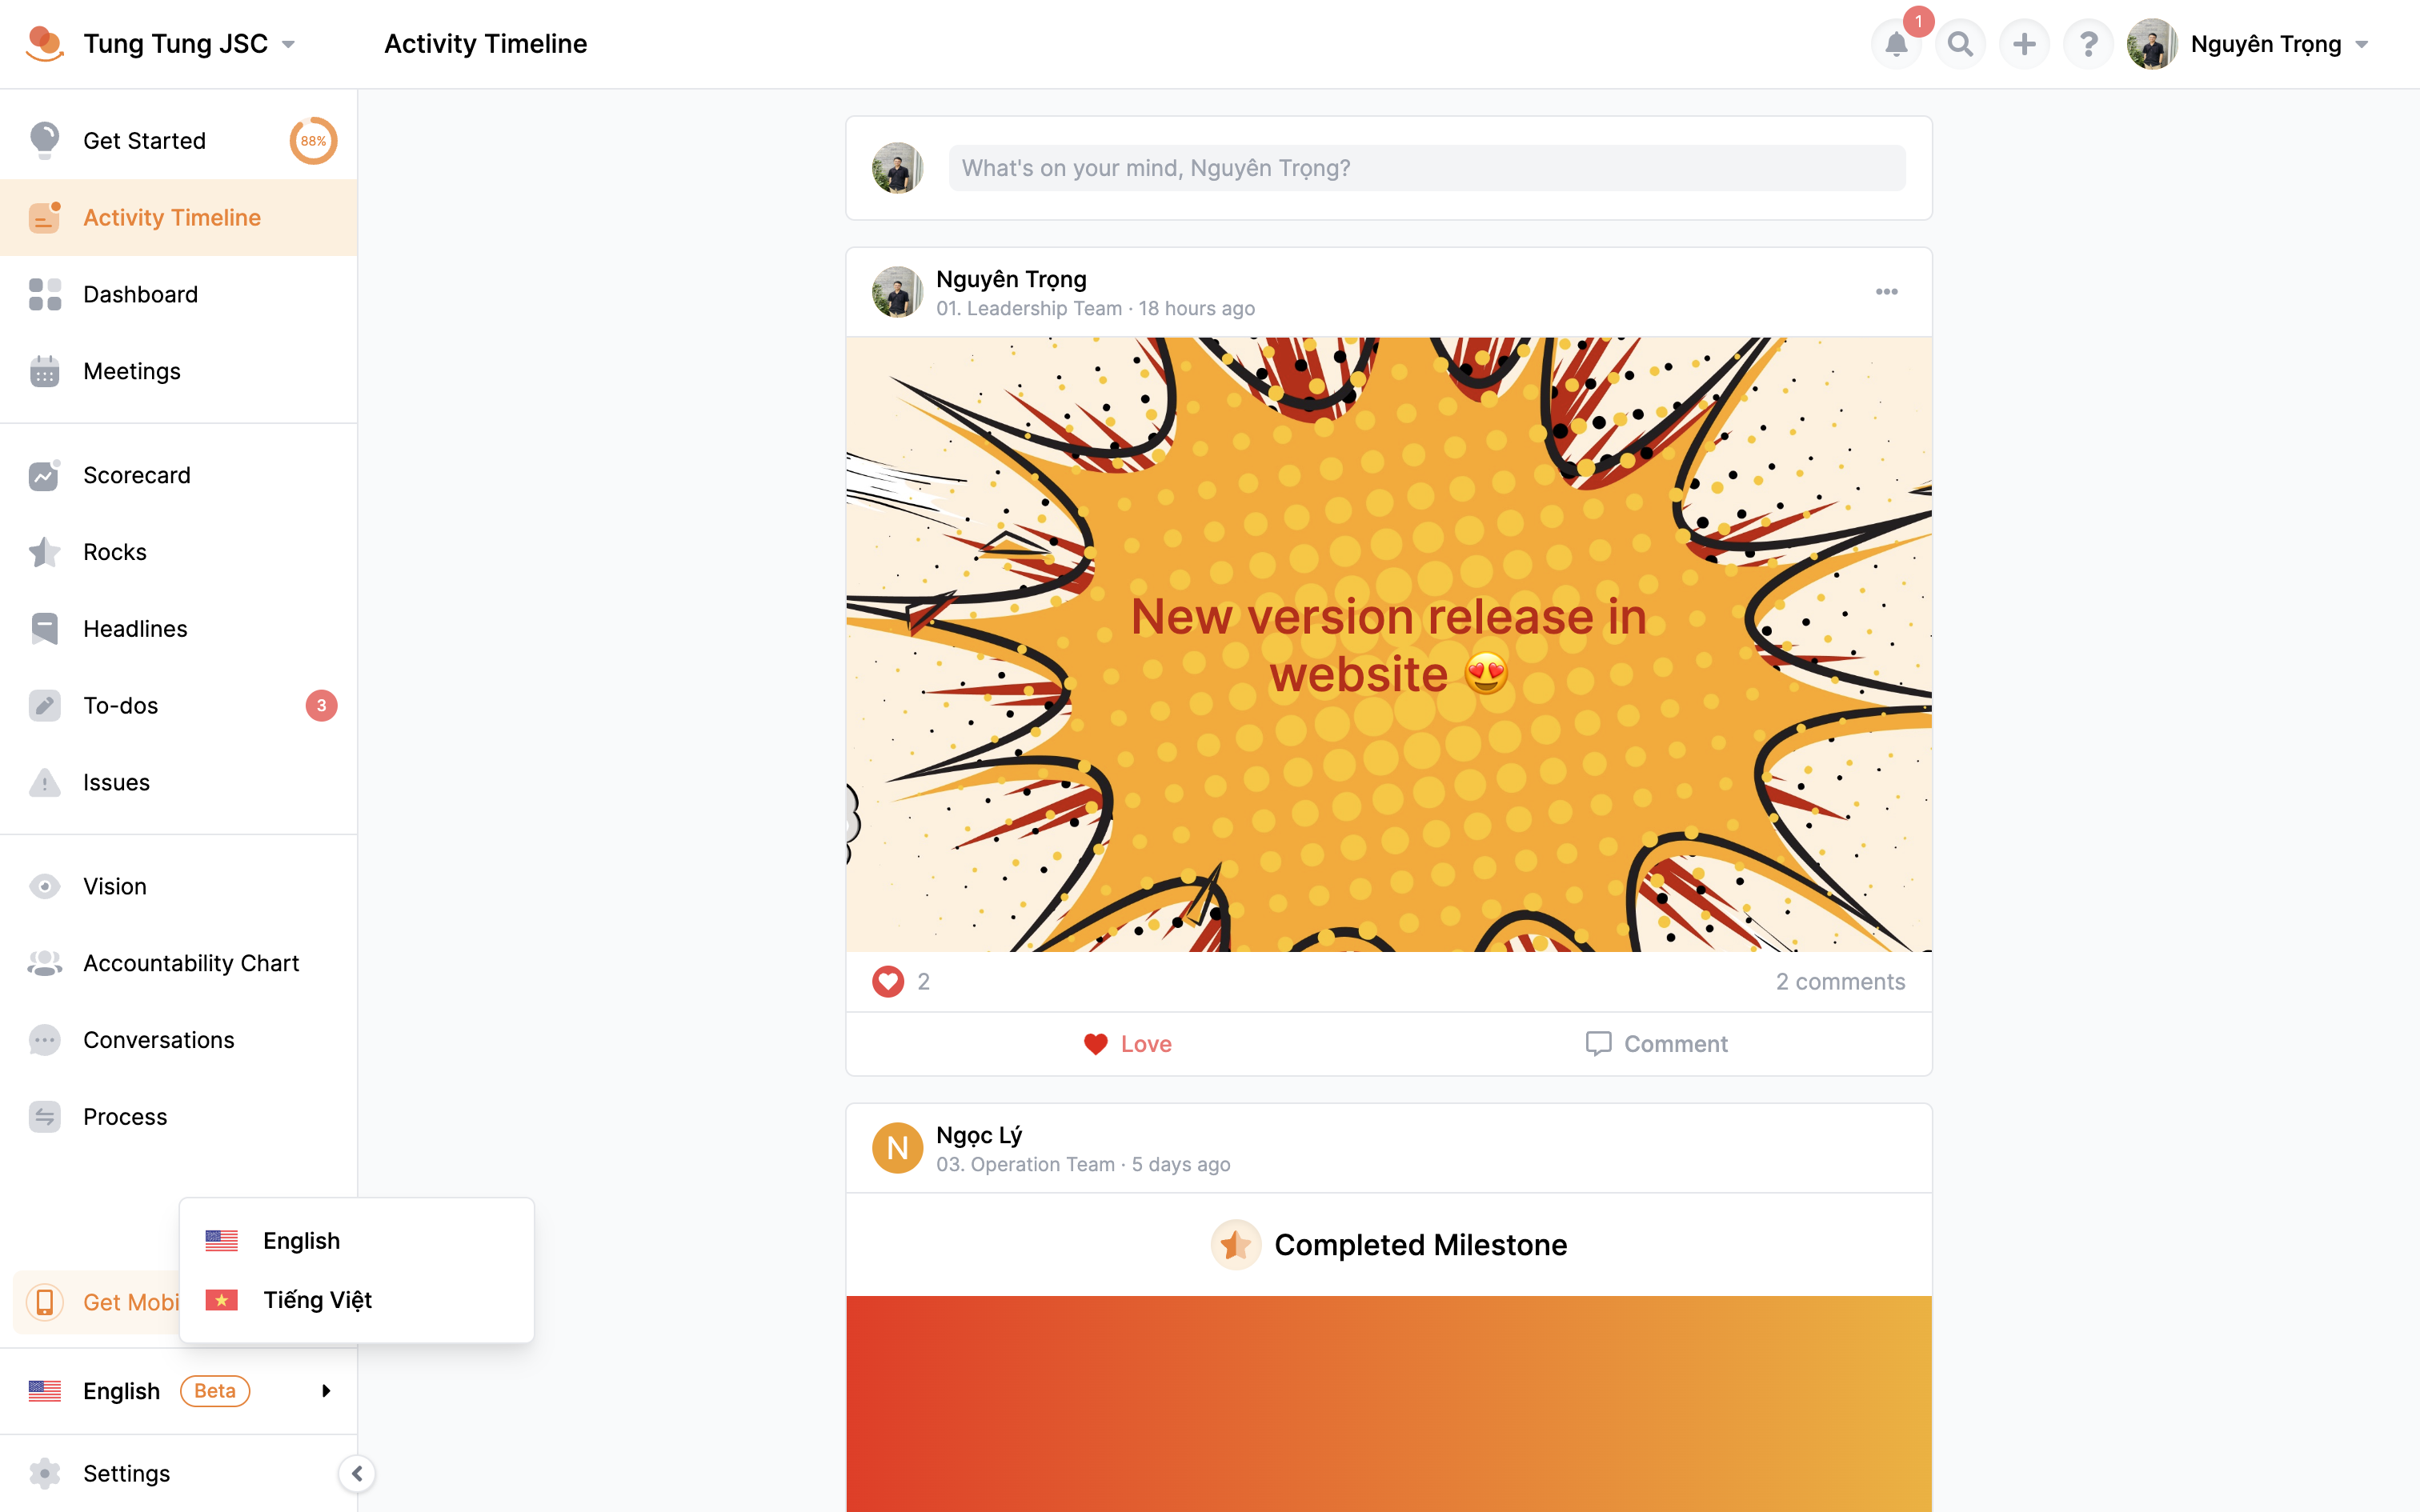 Tung Tung JSC
Activity Timeline
1
Nguyên Trọng
Get Started
88%
Activity Timeline
Dashboard
Meetings
Scorecard
Rocks
Headlines
To-dos
3
Issues
Vision
Accountability Chart
Conversations
Process
English
Tiếng Việt
Get Mobi
English
Beta
Settings
What's on your mind, Nguyên Trọng?
Nguyên Trọng
01. Leadership Team · 18 hours ago
New version release in
website 😍
2
2 comments
Love
Comment
N
Ngọc Lý
03. Operation Team · 5 days ago
Completed Milestone